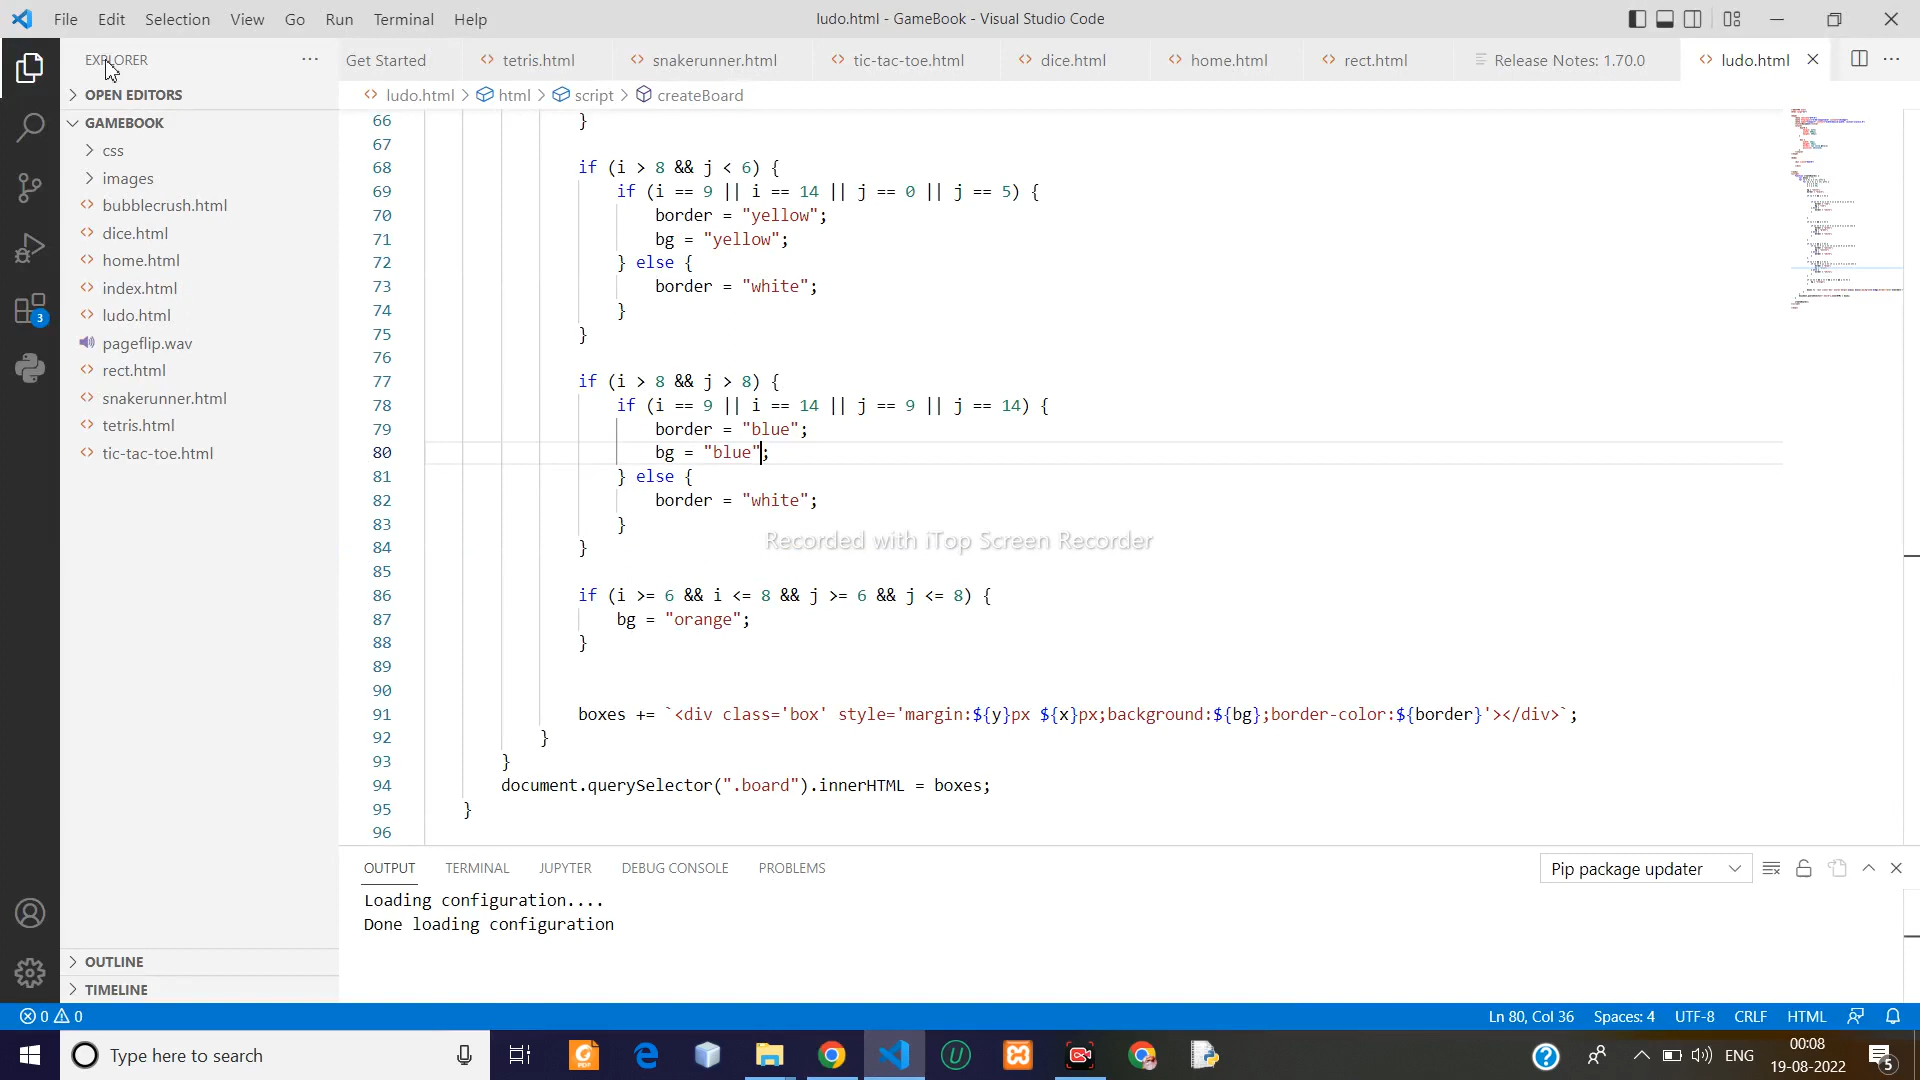 File Edit Selection View Go Run Terminal Help
ludo.html - GameBook - Visual Studio Code
EXPLORER
Get Started
tetris.html
snakerunner.html
tic-tac-toe.html
dice.html
home.html
rect.html
Release Notes: 1.70.0
ludo.html
OPEN EDITORS
GAMEBOOK
css
images
bubblecrush.html
dice.html
home.html
index.html
ludo.html
pageflip.wav
rect.html
snakerunner.html
tetris.html
tic-tac-toe.html
OUTLINE
TIMELINE
3
ludo.html > html > script > createBoard
66 }
67
68 if (i > 8 && j < 6) {
69 if (i == 9 || i == 14 || j == 0 || j == 5) {
70 border = "yellow";
71 bg = "yellow";
72 } else {
73 border = "white";
74 }
75 }
76
77 if (i > 8 && j > 8) {
78 if (i == 9 || i == 14 || j == 9 || j == 14) {
79 border = "blue";
80 bg = "blue";
81 } else {
82 border = "white";
83 }
84 }
85
86 if (i >= 6 && i <= 8 && j >= 6 && j <= 8) {
87 bg = "orange";
88 }
89
90
91 boxes += `<div class='box' style='margin:${y}px ${x}px;background:${bg};border-color:${border}'></div>`;
92 }
93 }
94 document.querySelector(".board").innerHTML = boxes;
95 }
96
Recorded with iTop Screen Recorder
OUTPUT TERMINAL JUPYTER DEBUG CONSOLE PROBLEMS
Pip package updater
Loading configuration....
Done loading configuration
0 0
Ln 80, Col 36 Spaces: 4 UTF-8 CRLF HTML
Type here to search
ENG
00:08
19-08-2022
5